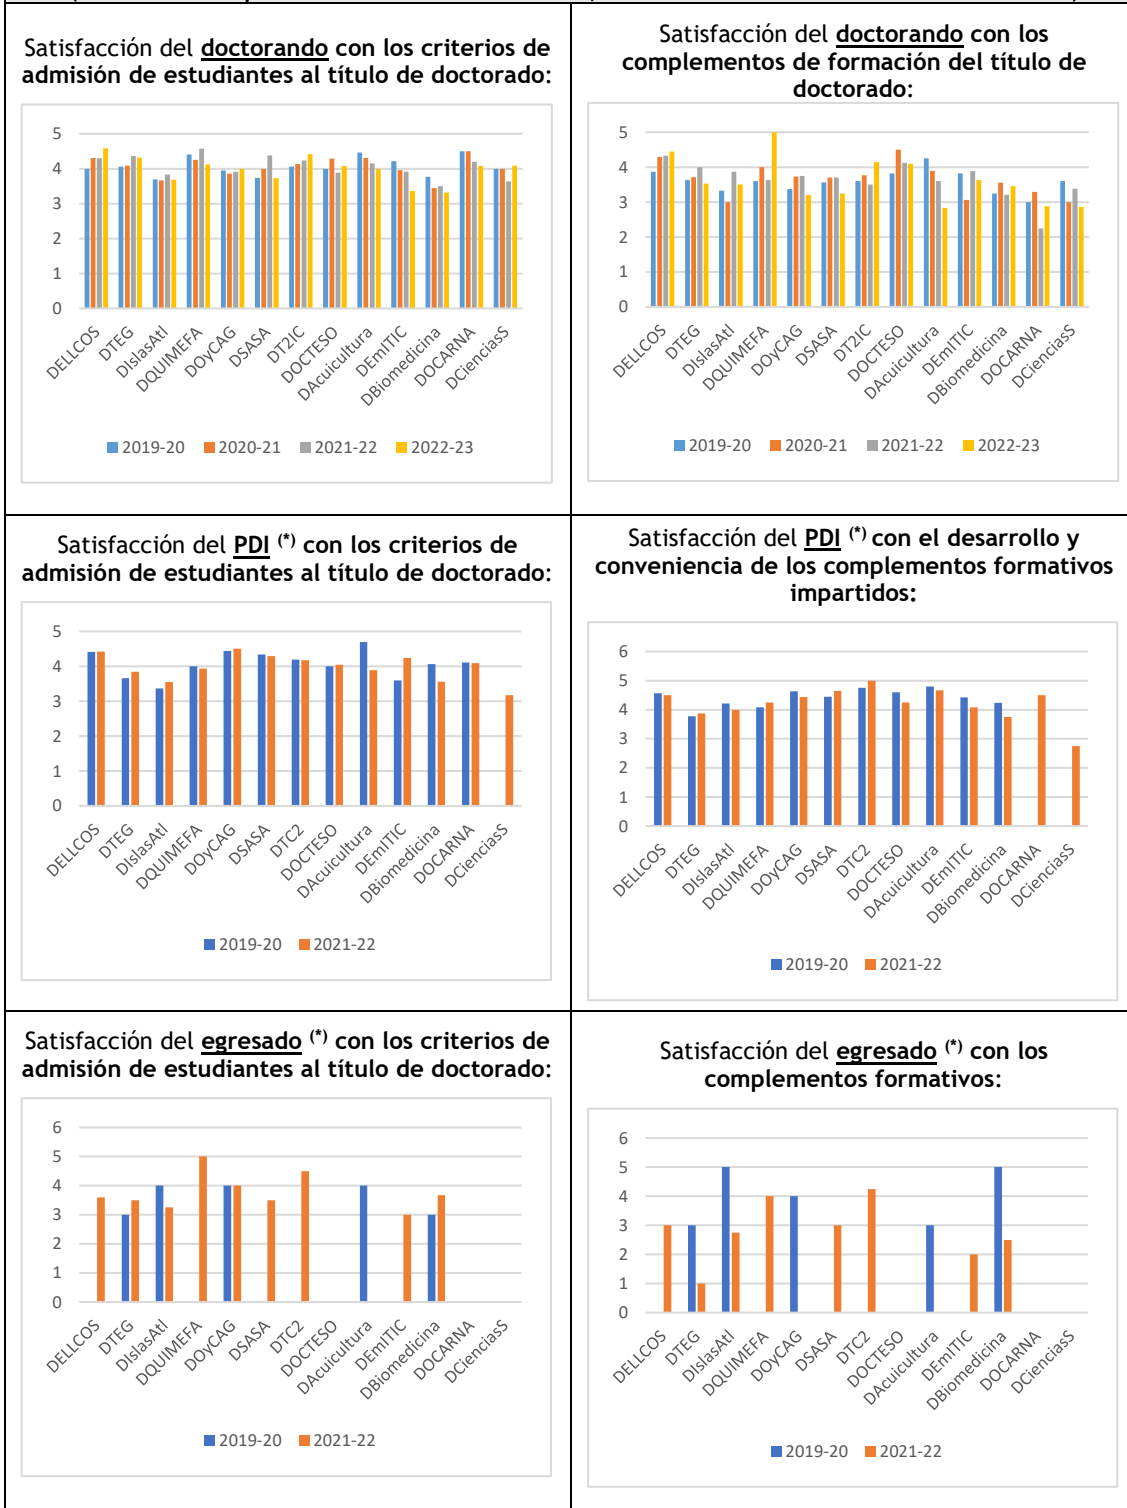 Satisfacción del doctorando con los criterios de
admisión de estudiantes al título de doctorado:
5
4
3
2
1
0
DELLCOS
DTEG
DIslasAtl
DQUIMEFA
DOyCAG
DSASA
DT2IC
DOCTESO
DAcuicultura
DEmITIC
DBiomedicina
DOCARNA
DCienciasS
2019-20 2020-21 2021-22 2022-23
Satisfacción del doctorando con los
complementos de formación del título de
doctorado:
5
4
3
2
1
0
DELLCOS
DTEG
DIslasAtl
DQUIMEFA
DOyCAG
DSASA
DT2IC
DOCTESO
DAcuicultura
DEmITIC
DBiomedicina
DOCARNA
DCienciasS
2019-20 2020-21 2021-22 2022-23
Satisfacción del PDI (*) con los criterios de
admisión de estudiantes al título de doctorado:
5
4
3
2
1
0
DELLCOS
DTEG
DIslasAtl
DQUIMEFA
DOyCAG
DSASA
DTC2
DOCTESO
DAcuicultura
DEmITIC
DBiomedicina
DOCARNA
DCienciasS
2019-20 2021-22
Satisfacción del PDI (*) con el desarrollo y
conveniencia de los complementos formativos
impartidos:
6
5
4
3
2
1
0
DELLCOS
DTEG
DIslasAtl
DQUIMEFA
DOyCAG
DSASA
DTC2
DOCTESO
DAcuicultura
DEmITIC
DBiomedicina
DOCARNA
DCienciasS
2019-20 2021-22
Satisfacción del egresado (*) con los criterios de
admisión de estudiantes al título de doctorado:
6
5
4
3
2
1
0
DELLCOS
DTEG
DIslasAtl
DQUIMEFA
DOyCAG
DSASA
DTC2
DOCTESO
DAcuicultura
DEmITIC
DBiomedicina
DOCARNA
DCienciasS
2019-20 2021-22
Satisfacción del egresado (*) con los
complementos formativos:
6
5
4
3
2
1
0
DELLCOS
DTEG
DIslasAtl
DQUIMEFA
DOyCAG
DSASA
DTC2
DOCTESO
DAcuicultura
DEmITIC
DBiomedicina
DOCARNA
DCienciasS
2019-20 2021-22